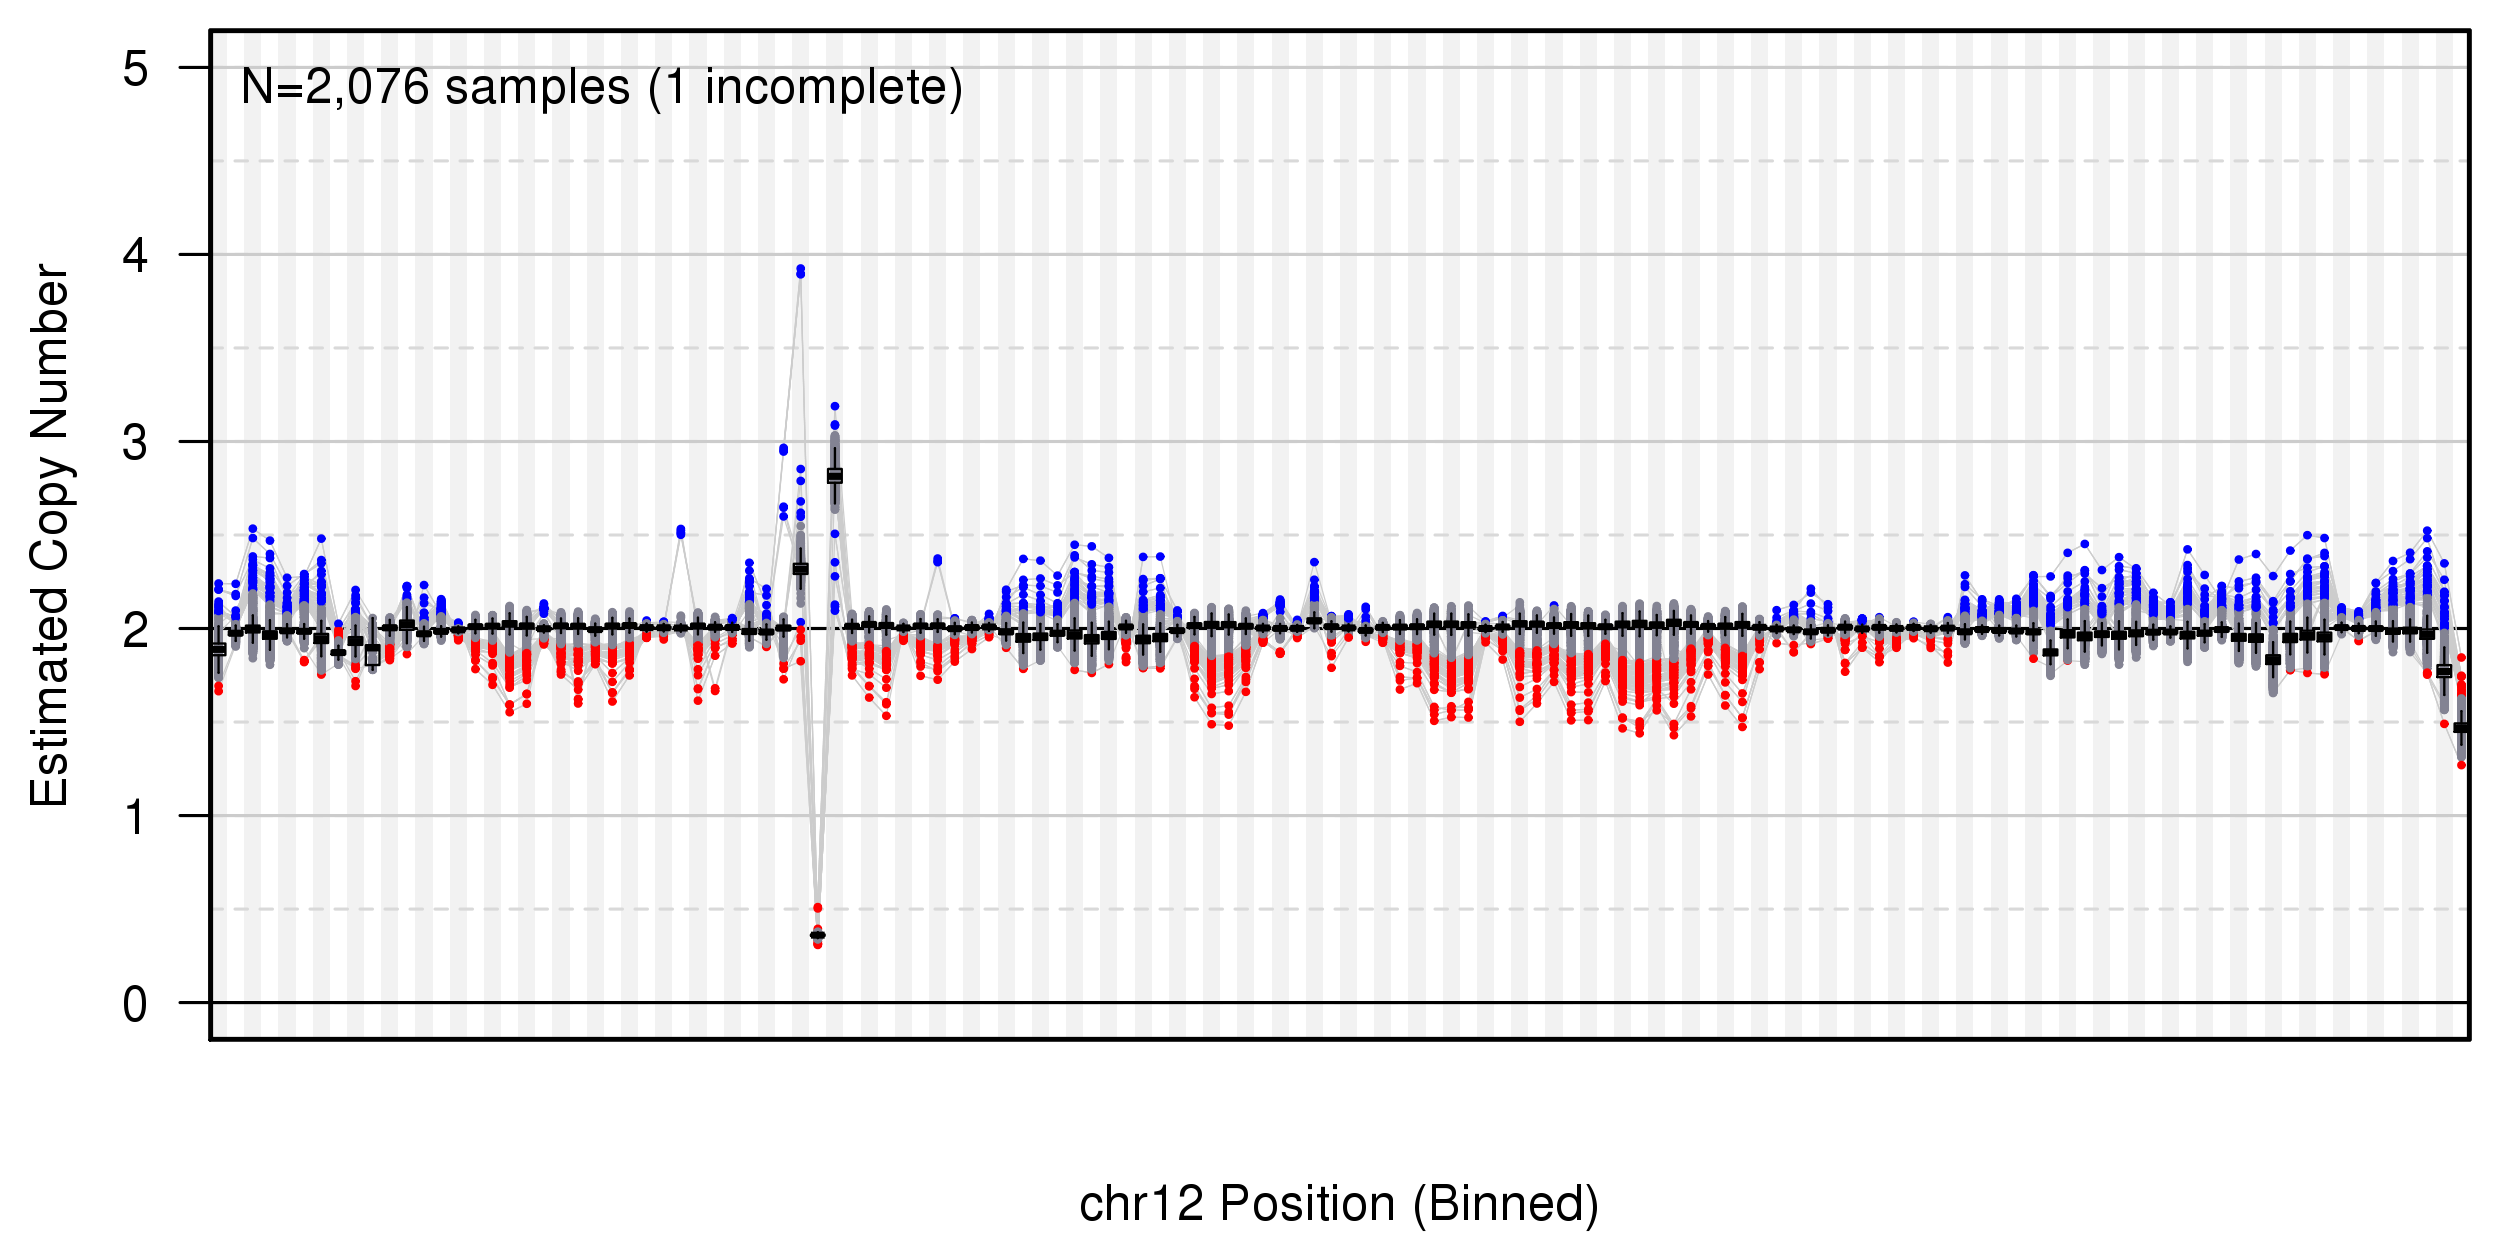 N=2,076 samples (1 incomplete)
5
4
3
2
1
0
Estimated Copy Number
chr12 Position (Binned)